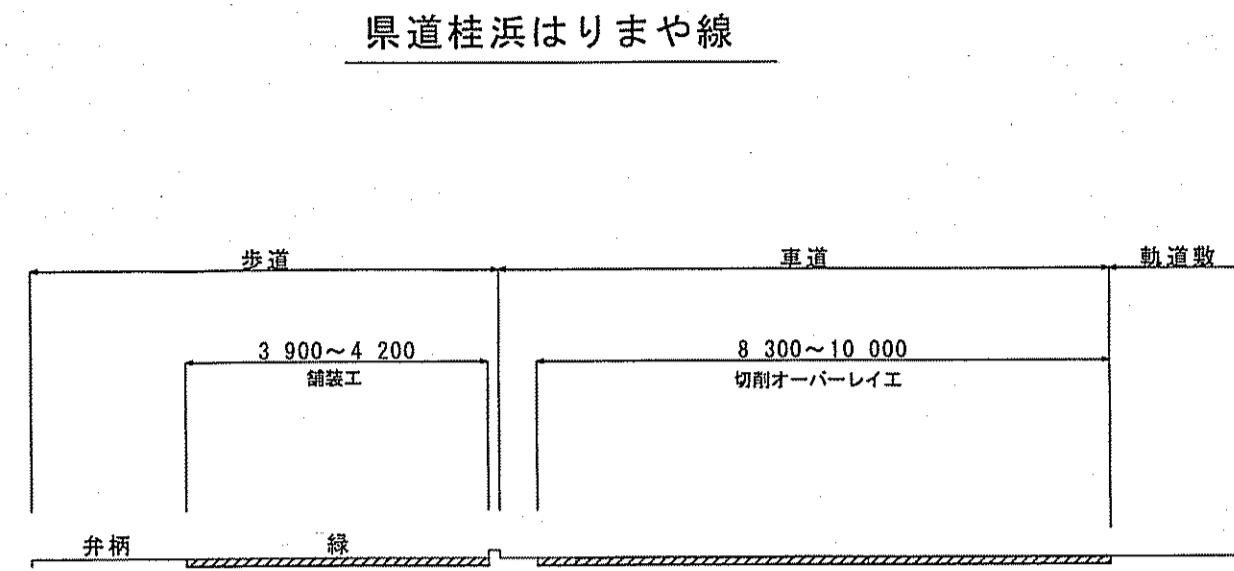 県道桂浜はりまや線
歩道
車道
軌道敷
3 900～4 200
舗装工
8 300～10 000
切削オーバーレイエ
弁柄
緑